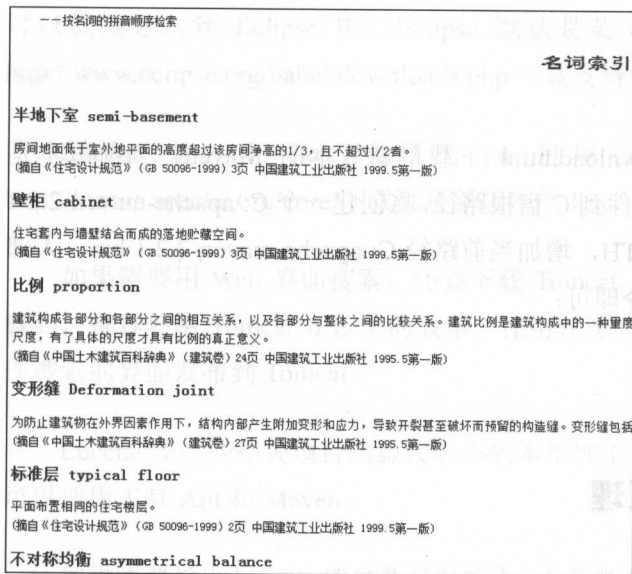 ——按名词的拼音顺序检索
名词索引
半地下室 semi-basement
房间地面低于室外地平面的高度超过该房间净高的1/3，且不超过1/2者。
(摘自《住宅设计规范》(GB 50096-1999) 3页 中国建筑工业出版社 1999.5第一版)
壁柜 cabinet
住宅套内与墙壁结合而成的落地贮藏空间。
(摘自《住宅设计规范》(GB 50096-1999) 3页 中国建筑工业出版社 1999.5第一版)
比例 proportion
建筑构成各部分和各部分之间的相互关系，以及各部分与整体之间的比较关系。建筑比例是建筑构成中的一种重度
尺度，有了具体的尺度才具有比例的真正意义。
(摘自《中国土木建筑百科辞典》(建筑卷) 24页 中国建筑工业出版社 1995.5第一版)
变形缝 Deformation joint
为防止建筑物在外界因素作用下，结构内部产生附加变形和应力，导致开裂甚至破坏而预留的构造缝。变形缝包括
(摘自《中国土木建筑百科辞典》(建筑卷) 27页 中国建筑工业出版社 1995.5第一版)
标准层 typical floor
平面布置相同的住宅楼层。
(摘自《住宅设计规范》(GB 50096-1999) 2页 中国建筑工业出版社 1999.5第一版)
不对称均衡 asymmetrical balance